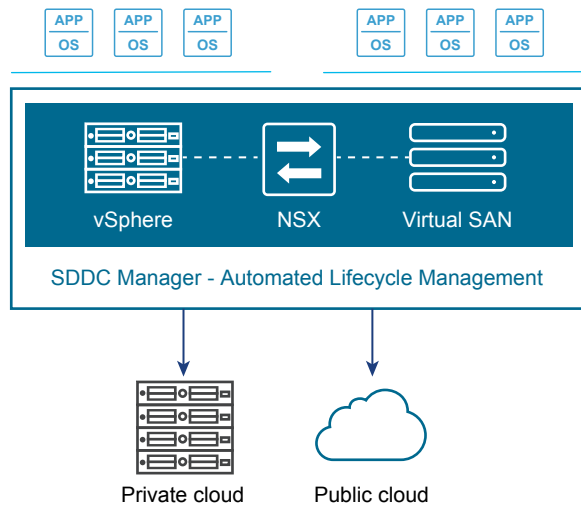 APP APP APP APP APP APP
OS OS OS OS OS OS
vSphere NSX Virtual SAN
SDDC Manager - Automated Lifecycle Management
Private cloud Public cloud